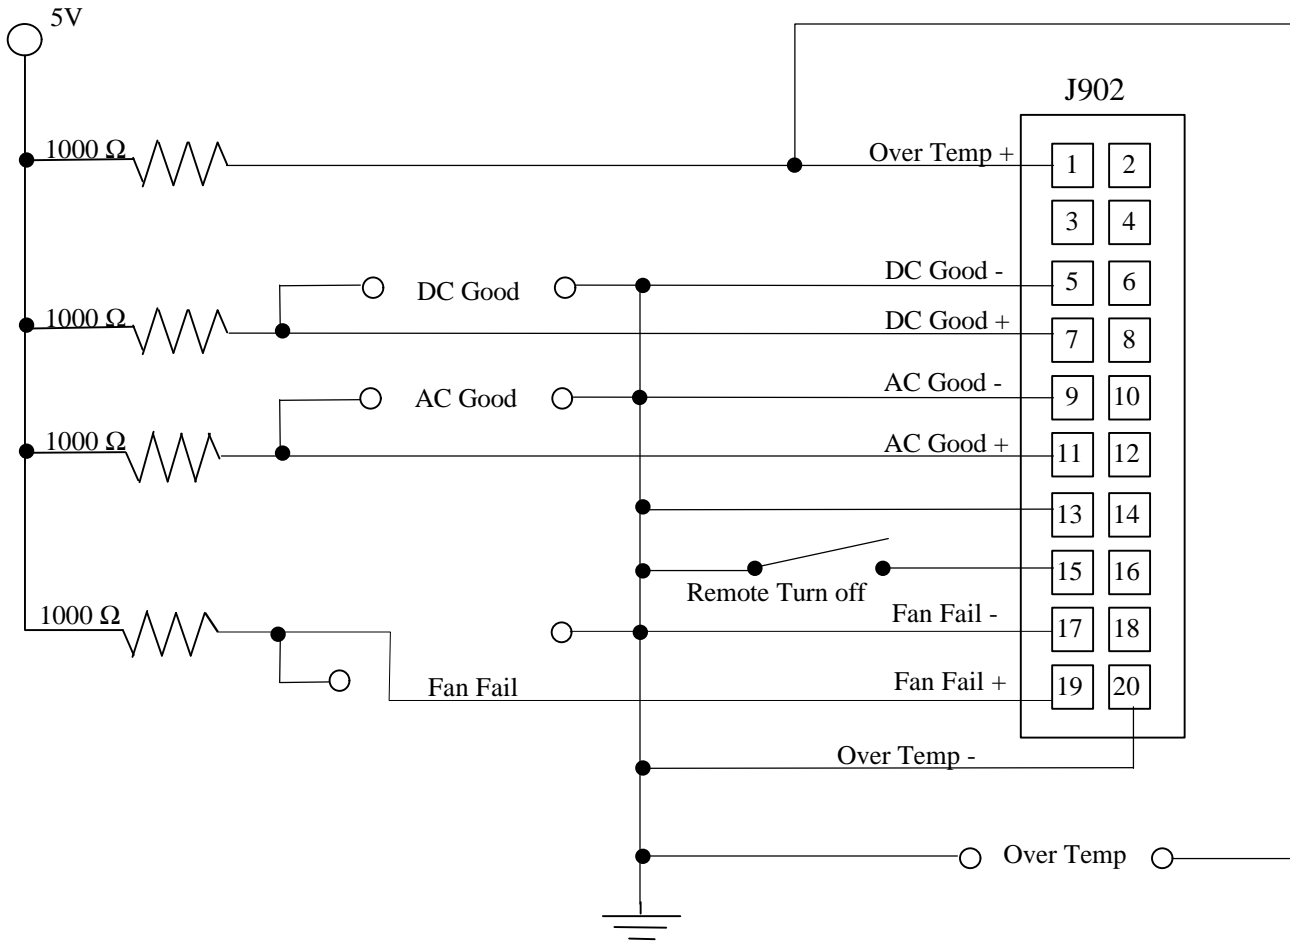 5V
J902
1000 Ω
Over Temp +
1 2
3 4
DC Good
DC Good -
5 6
1000 Ω
DC Good +
7 8
AC Good
AC Good -
9 10
1000 Ω
AC Good +
11 12
13 14
Remote Turn off
15 16
1000 Ω
Fan Fail -
17 18
Fan Fail
Fan Fail +
19 20
Over Temp -
Over Temp